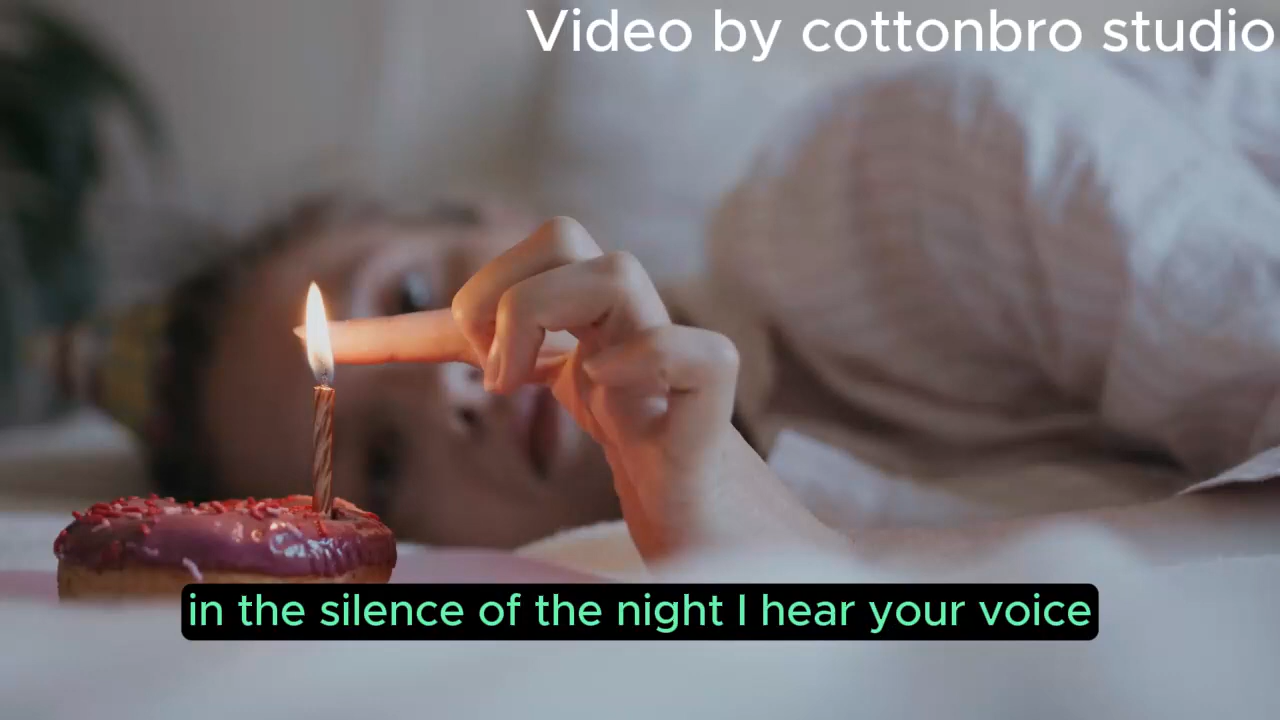 Video by cottonbro studio
in the silence of the night I hear your voice